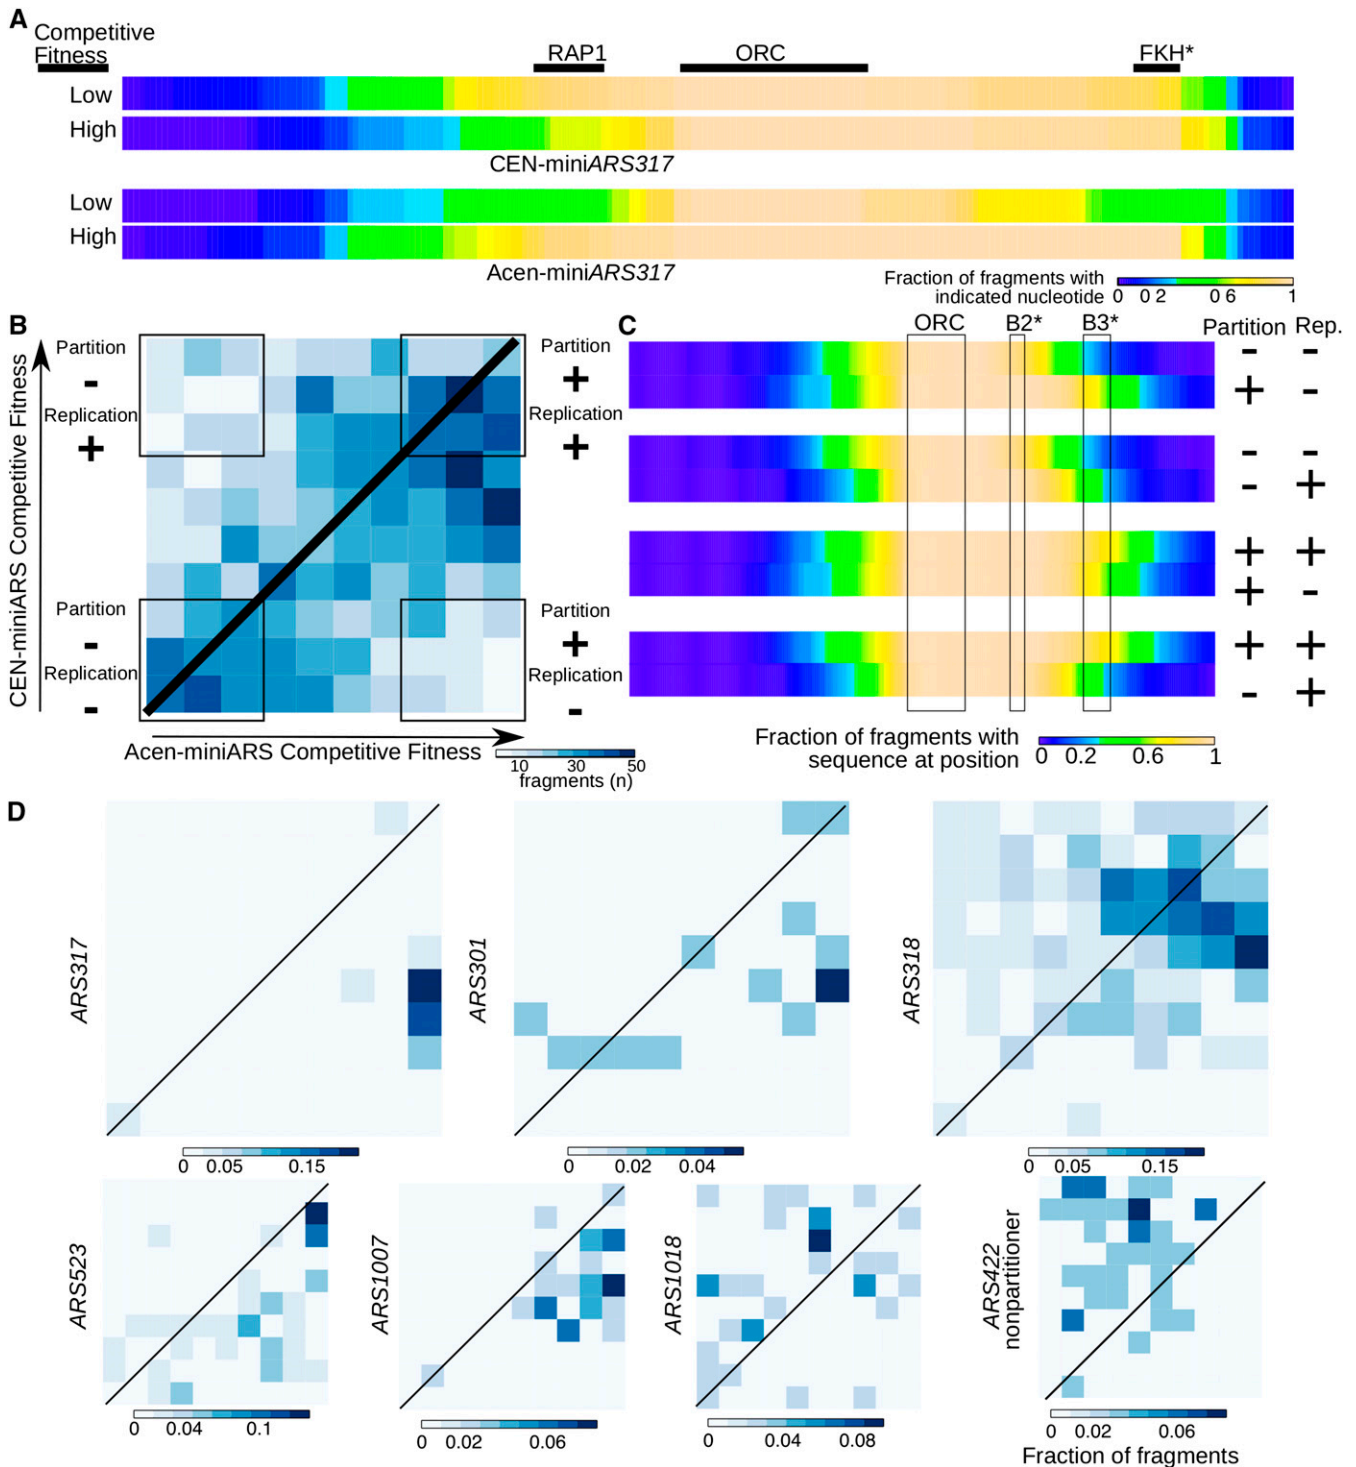 A
Competitive
Fitness
RAP1
ORC
FKH*
Low
High
CEN-miniARS317
Low
High
Acen-miniARS317
Fraction of fragments with
indicated nucleotide
0 0 2 0 6 1
B
CEN-miniARS Competitive Fitness
Partition
-
Replication
+
Partition
+
Replication
+
Partition
-
Replication
-
Partition
+
Replication
-
Acen-miniARS Competitive Fitness
10 30 50
fragments (n)
C
ORC B2* B3* Partition Rep.
- -
+ -
- -
- +
+ +
+ -
+ +
- +
Fraction of fragments with
sequence at position
0 0.2 0.6 1
D
ARS317
0 0.05 0.15
ARS301
0 0.02 0.04
ARS318
0 0.05 0.15
ARS523
0 0.04 0.1
ARS1007
0 0.02 0.06
ARS1018
0 0.04 0.08
ARS422
nonpartitioner
0 0.02 0.06
Fraction of fragments